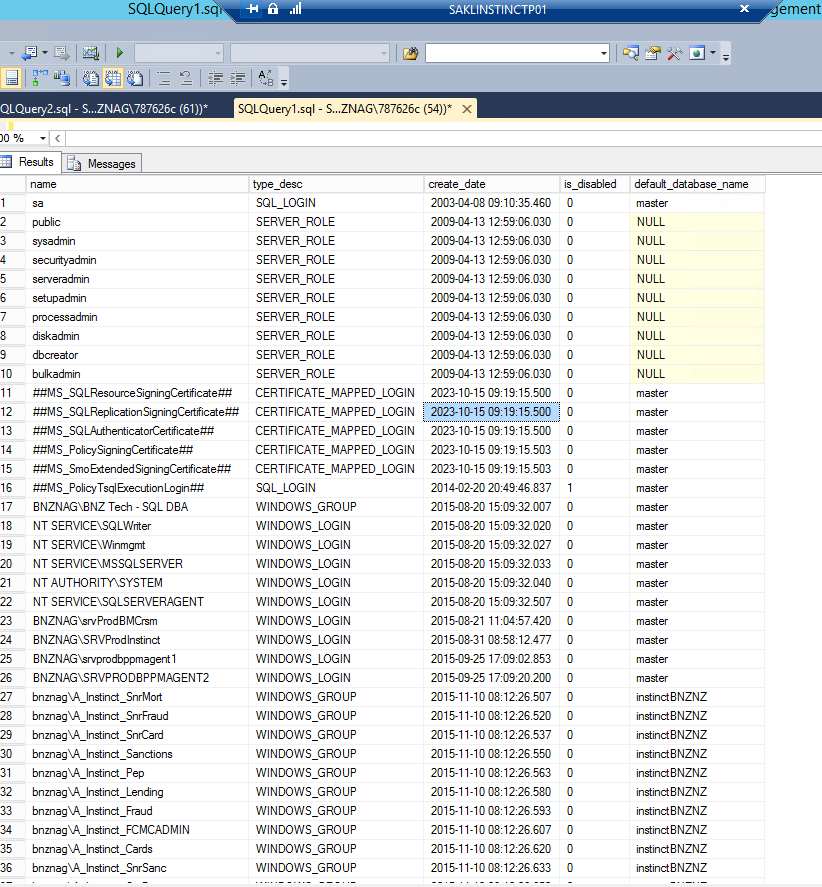 SQLQuery1.sql
SAKLINSTINCTP01
gement
QLQuery2.sql - S...ZNAG\787626c (61))*
SQLQuery1.sql - S...ZNAG\787626c (54))*
00 %
Results
Messages
name type_desc create_date is_disabled default_database_name
1 sa SQL_LOGIN 2003-04-08 09:10:35.460 0 master
2 public SERVER_ROLE 2009-04-13 12:59:06.030 0 NULL
3 sysadmin SERVER_ROLE 2009-04-13 12:59:06.030 0 NULL
4 securityadmin SERVER_ROLE 2009-04-13 12:59:06.030 0 NULL
5 serveradmin SERVER_ROLE 2009-04-13 12:59:06.030 0 NULL
6 setupadmin SERVER_ROLE 2009-04-13 12:59:06.030 0 NULL
7 processadmin SERVER_ROLE 2009-04-13 12:59:06.030 0 NULL
8 diskadmin SERVER_ROLE 2009-04-13 12:59:06.030 0 NULL
9 dbcreator SERVER_ROLE 2009-04-13 12:59:06.030 0 NULL
10 bulkadmin SERVER_ROLE 2009-04-13 12:59:06.030 0 NULL
11 ##MS_SQLResourceSigningCertificate## CERTIFICATE_MAPPED_LOGIN 2023-10-15 09:19:15.500 0 master
12 ##MS_SQLReplicationSigningCertificate## CERTIFICATE_MAPPED_LOGIN 2023-10-15 09:19:15.500 0 master
13 ##MS_SQLAuthenticatorCertificate## CERTIFICATE_MAPPED_LOGIN 2023-10-15 09:19:15.500 0 master
14 ##MS_PolicySigningCertificate## CERTIFICATE_MAPPED_LOGIN 2023-10-15 09:19:15.503 0 master
15 ##MS_SmoExtendedSigningCertificate## CERTIFICATE_MAPPED_LOGIN 2023-10-15 09:19:15.503 0 master
16 ##MS_PolicyTsqlExecutionLogin## SQL_LOGIN 2014-02-20 20:49:46.837 1 master
17 BNZNAG\BNZ Tech - SQL DBA WINDOWS_GROUP 2015-08-20 15:09:32.007 0 master
18 NT SERVICE\SQLWriter WINDOWS_LOGIN 2015-08-20 15:09:32.020 0 master
19 NT SERVICE\Winmgmt WINDOWS_LOGIN 2015-08-20 15:09:32.027 0 master
20 NT SERVICE\MSSQLSERVER WINDOWS_LOGIN 2015-08-20 15:09:32.033 0 master
21 NT AUTHORITY\SYSTEM WINDOWS_LOGIN 2015-08-20 15:09:32.040 0 master
22 NT SERVICE\SQLSERVERAGENT WINDOWS_LOGIN 2015-08-20 15:09:32.507 0 master
23 BNZNAG\srvProdBMCrsm WINDOWS_LOGIN 2015-08-21 11:04:57.420 0 master
24 BNZNAG\SRVProdInstinct WINDOWS_LOGIN 2015-08-31 08:58:12.477 0 master
25 BNZNAG\srvprodbppmagent1 WINDOWS_LOGIN 2015-09-25 17:09:02.853 0 master
26 BNZNAG\SRVPRODBPPMAGENT2 WINDOWS_LOGIN 2015-09-25 17:09:20.200 0 master
27 bnznag\A_Instinct_SnrMort WINDOWS_GROUP 2015-11-10 08:12:26.507 0 instinctBNZNZ
28 bnznag\A_Instinct_SnrFraud WINDOWS_GROUP 2015-11-10 08:12:26.520 0 instinctBNZNZ
29 bnznag\A_Instinct_SnrCard WINDOWS_GROUP 2015-11-10 08:12:26.537 0 instinctBNZNZ
30 bnznag\A_Instinct_Sanctions WINDOWS_GROUP 2015-11-10 08:12:26.550 0 instinctBNZNZ
31 bnznag\A_Instinct_Pep WINDOWS_GROUP 2015-11-10 08:12:26.563 0 instinctBNZNZ
32 bnznag\A_Instinct_Lending WINDOWS_GROUP 2015-11-10 08:12:26.580 0 instinctBNZNZ
33 bnznag\A_Instinct_Fraud WINDOWS_GROUP 2015-11-10 08:12:26.593 0 instinctBNZNZ
34 bnznag\A_Instinct_FCMCADMIN WINDOWS_GROUP 2015-11-10 08:12:26.607 0 instinctBNZNZ
35 bnznag\A_Instinct_Cards WINDOWS_GROUP 2015-11-10 08:12:26.620 0 instinctBNZNZ
36 bnznag\A_Instinct_SnrSanc WINDOWS_GROUP 2015-11-10 08:12:26.633 0 instinctBNZNZ